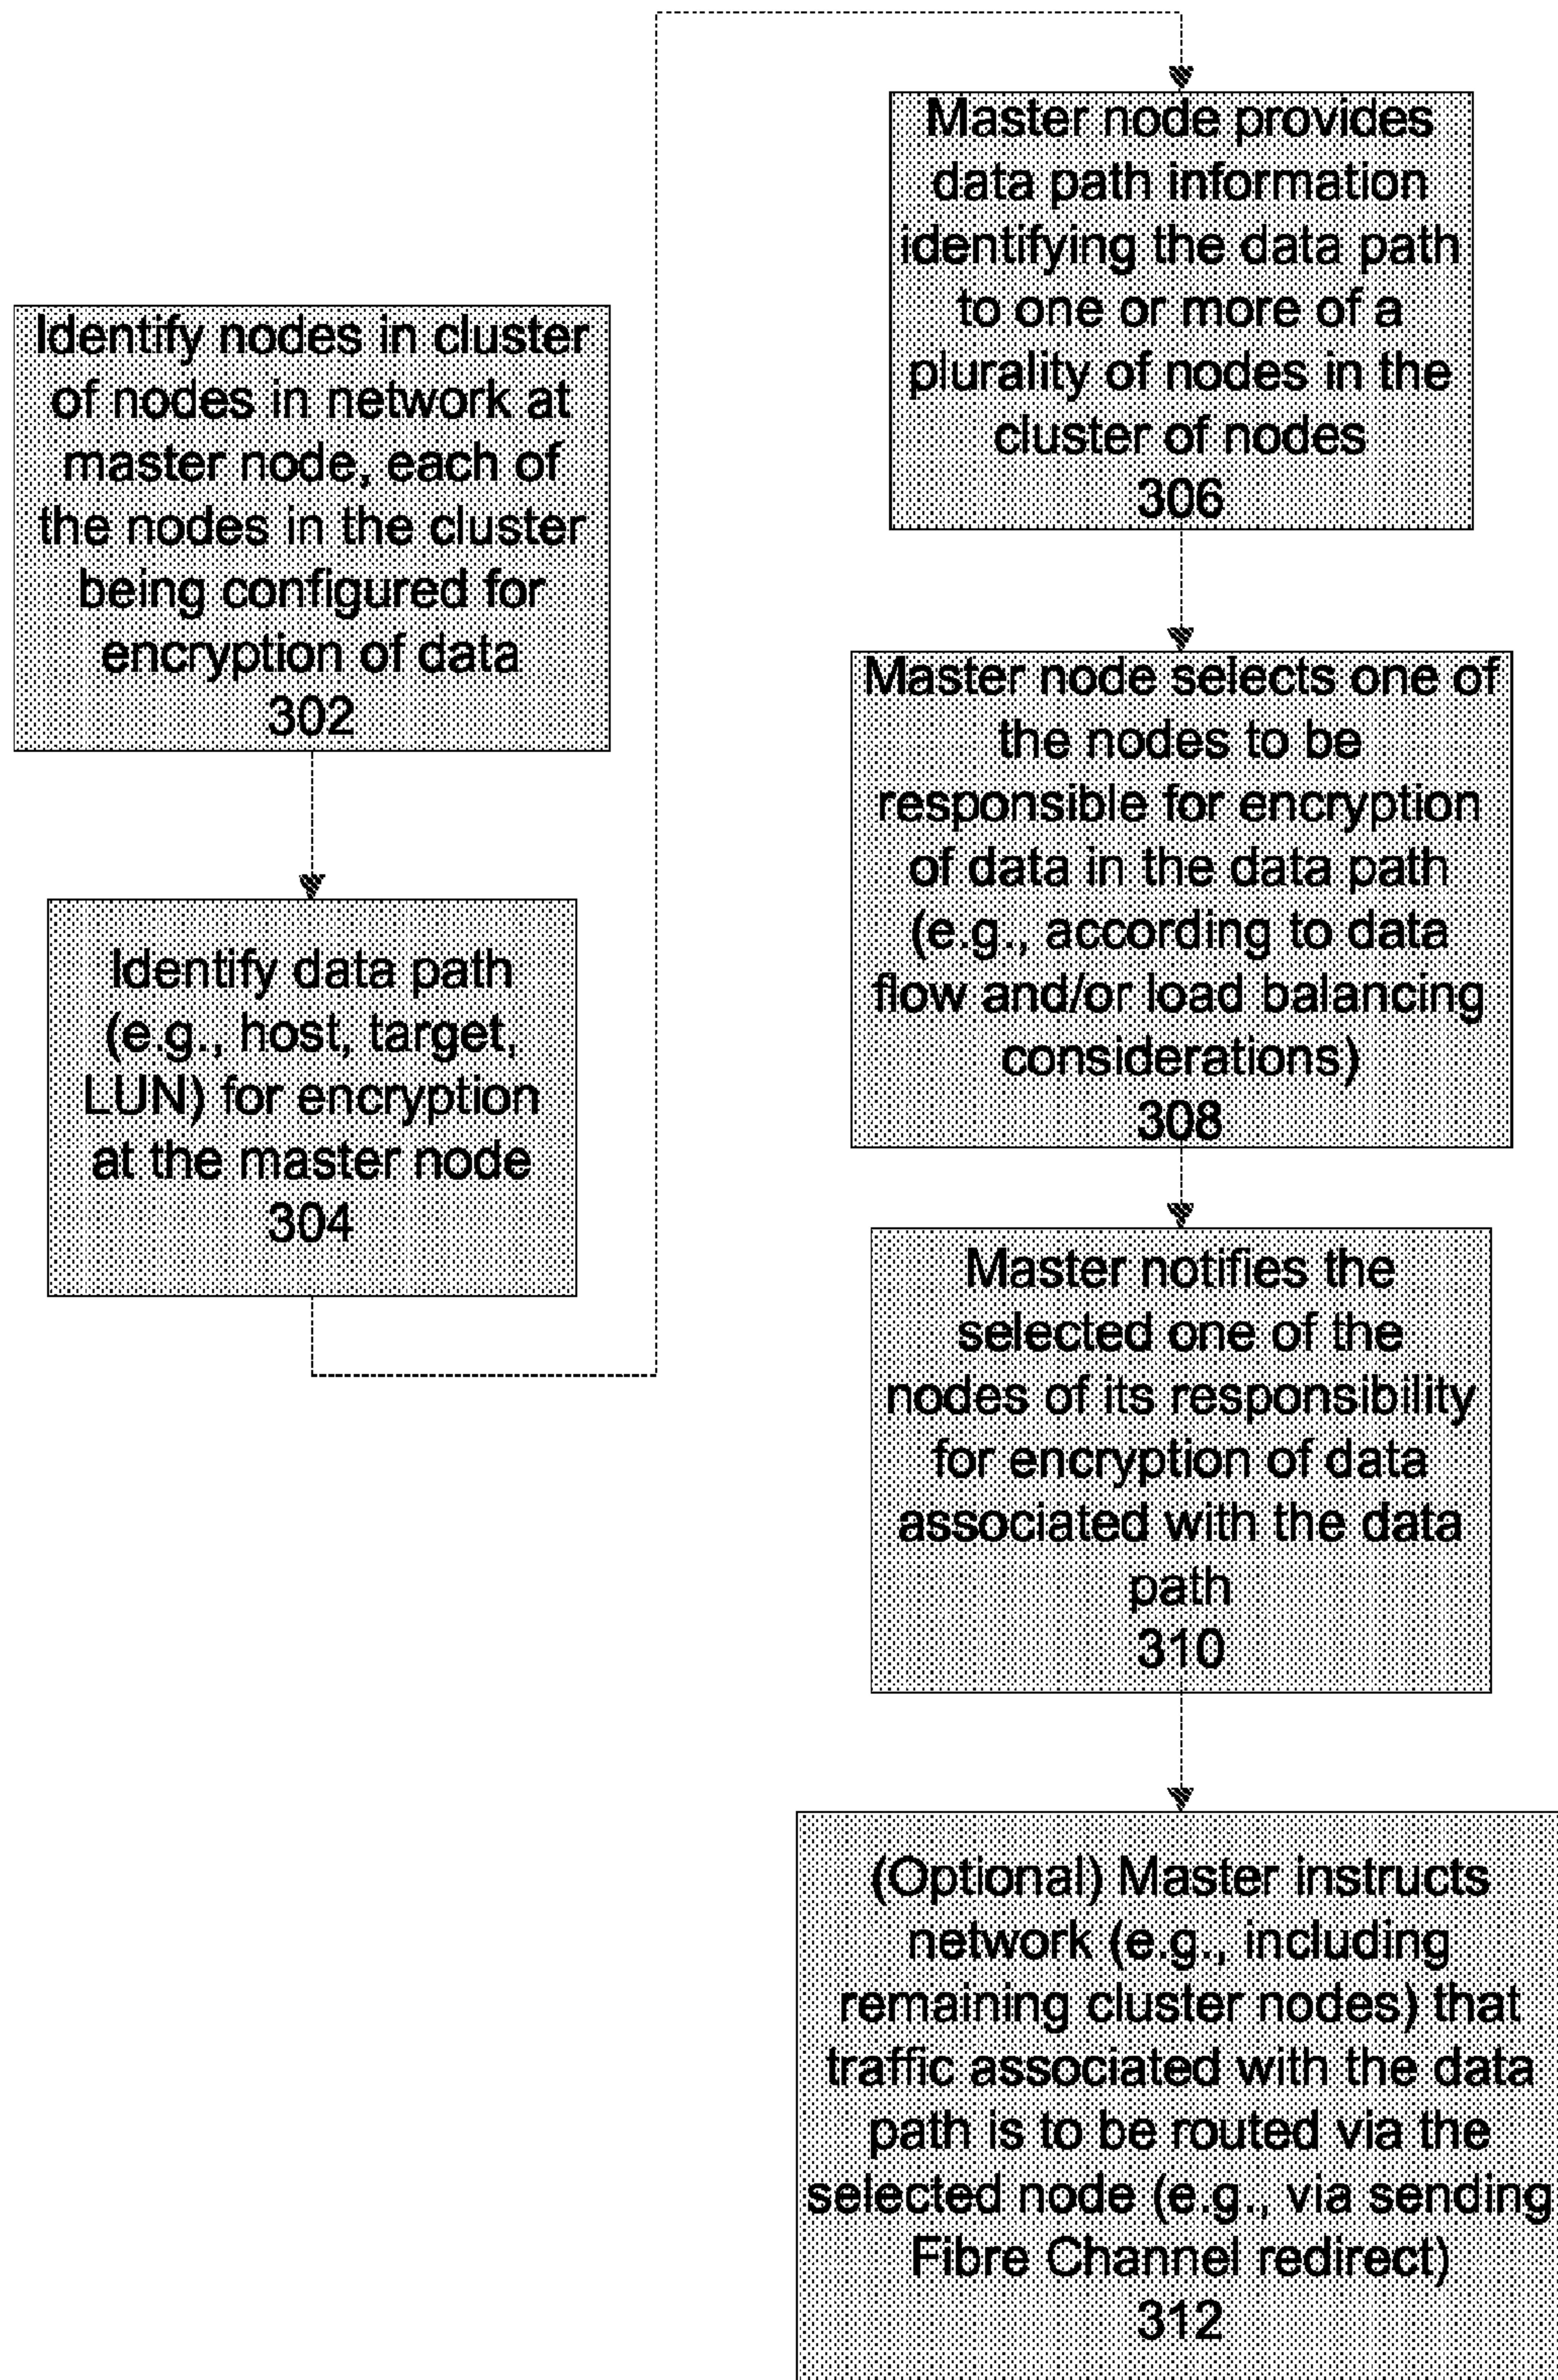 Identify nodes in cluster
of nodes in network at
master node, each of
the nodes in the cluster
being configured for
encryption of data
302
Identify data path
(e.g., host, target,
LUN) for encryption
at the master node
304
Master node provides
data path information
identifying the data path
to one or more of a
plurality of nodes in the
cluster of nodes
306
Master node selects one of
the nodes to be
responsible for encryption
of data in the data path
(e.g., according to data
flow and/or load balancing
considerations)
308
Master notifies the
selected one of the
nodes of its responsibility
for encryption of data
associated with the data
path
310
(Optional) Master instructs
network (e.g., including
remaining cluster nodes) that
traffic associated with the data
path is to be routed via the
selected node (e.g., via sending
Fibre Channel redirect)
312